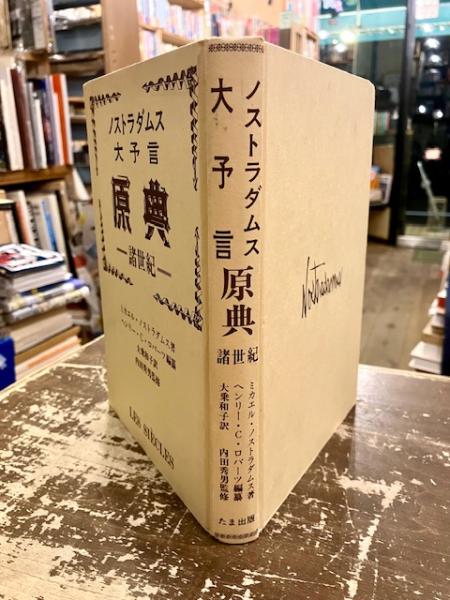 ノストラダムス
大予言
原典
諸世紀
ミカエル・ノストラダムス著
ヘンリー・C・ロバーツ編纂
大乗和子訳
内田秀男監修
LES SIÈCLES
ノストラダムス
大予言
原典
諸世紀
ミカエル・ノストラダムス著
ヘンリー・C・ロバーツ編纂
大乗和子訳
内田秀男監修
たま出版